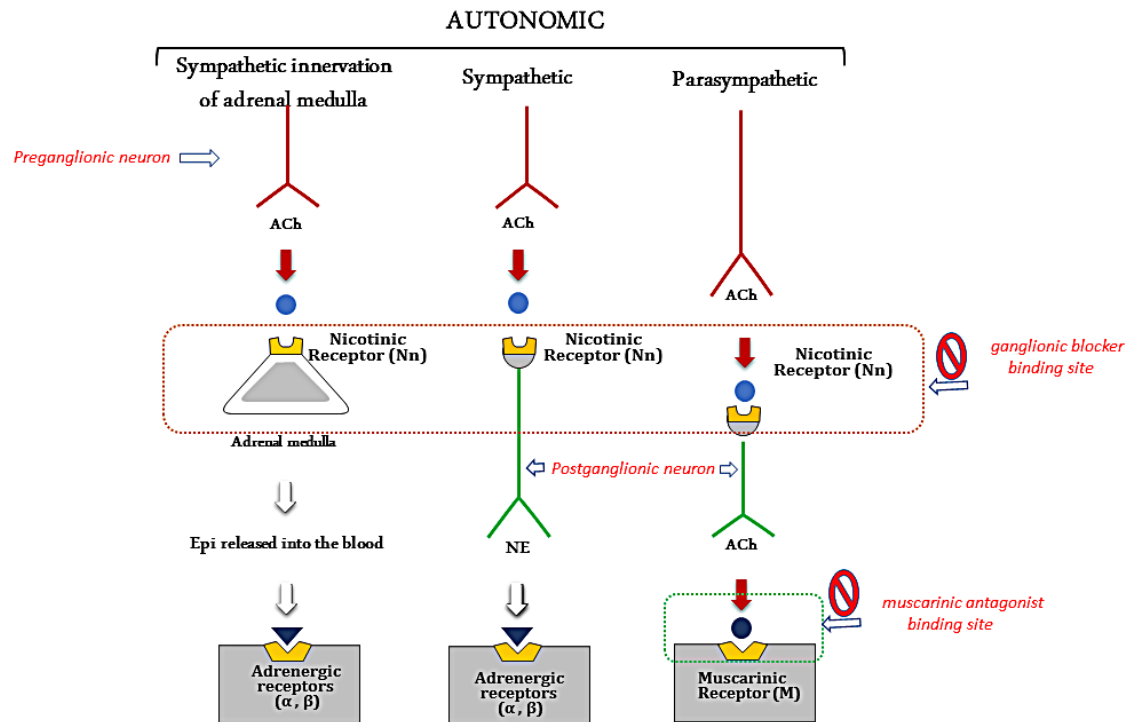 AUTONOMIC
Sympathetic innervation
of adrenal medulla
Sympathetic
Parasympathetic
Preganglionic neuron
ACh
ACh
ACh
Nicotinic
Receptor (Nn)
Nicotinic
Receptor (Nn)
Nicotinic
Receptor (Nn)
ganglionic blocker
binding site
Adrenal medulla
Postganglionic neuron
Epi released into the blood
NE
ACh
muscarinic antagonist
binding site
Adrenergic
receptors
(α , β)
Adrenergic
receptors
(α , β)
Muscarinic
Receptor (M)